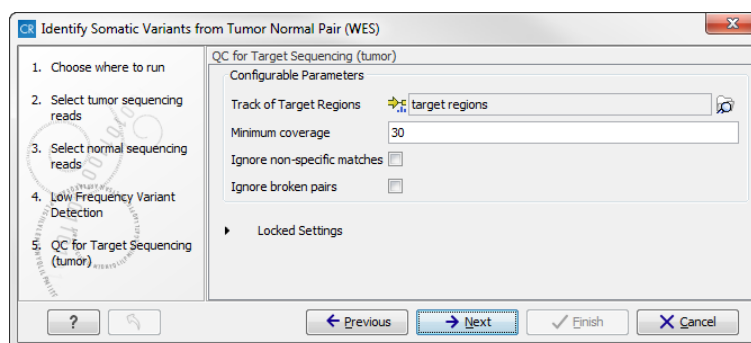 CR Identify Somatic Variants from Tumor Normal Pair (WES)
1. Choose where to run
2. Select tumor sequencing
reads
3. Select normal sequencing
reads
4. Low Frequency Variant
Detection
5. QC for Target Sequencing
(tumor)
QC for Target Sequencing (tumor)
Configurable Parameters
Track of Target Regions target regions
Minimum coverage 30
Ignore non-specific matches
Ignore broken pairs
Locked Settings
? Previous Next Finish Cancel